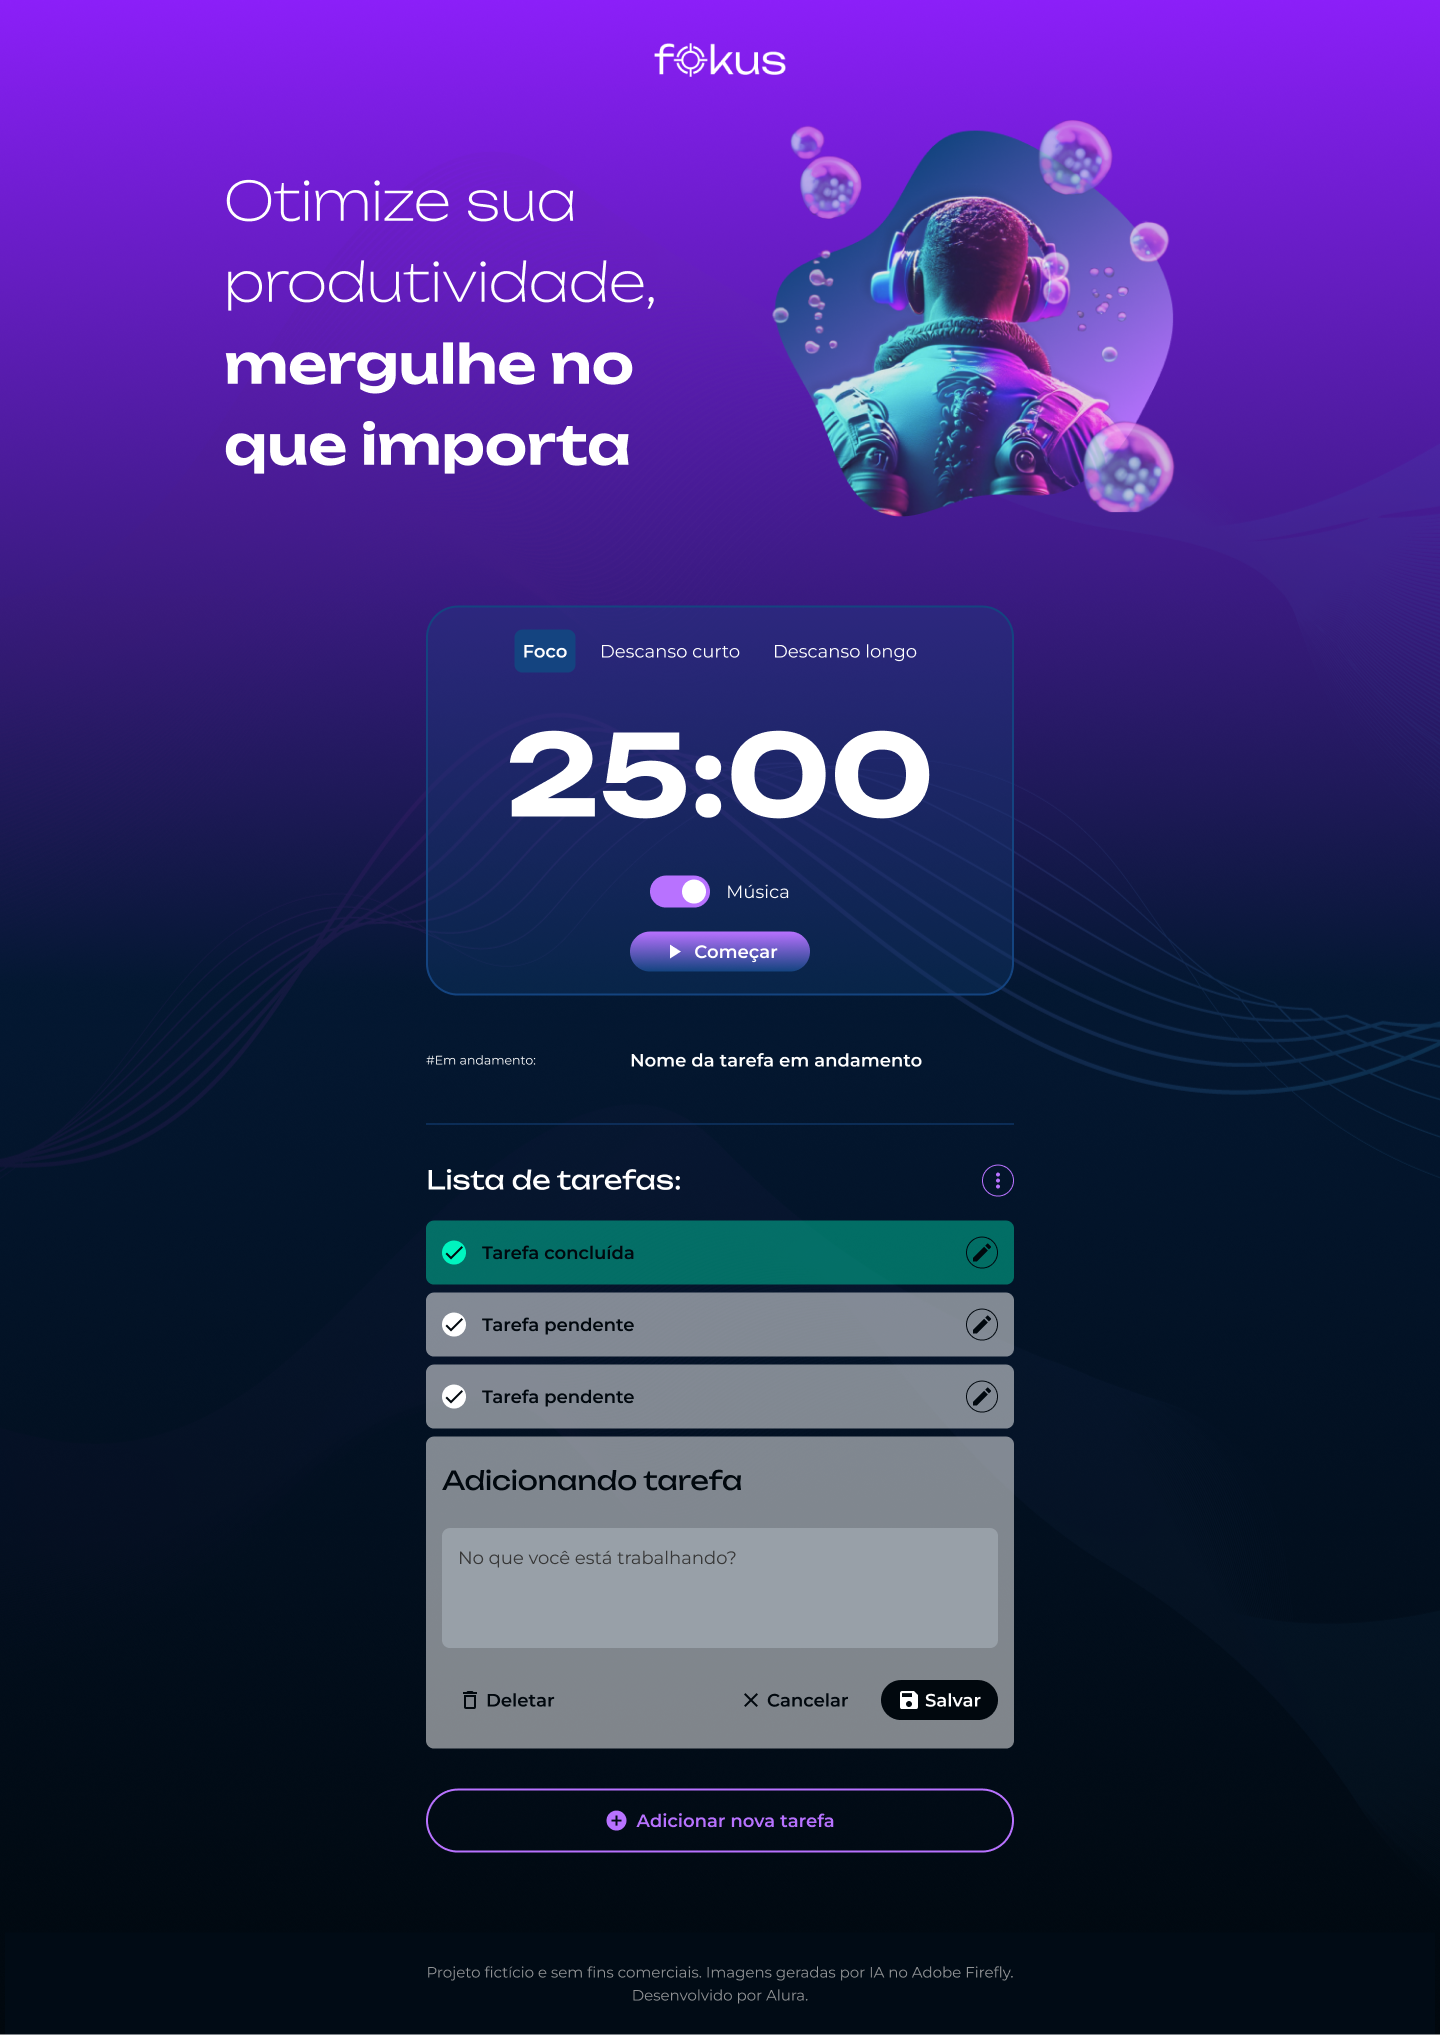 fokus
Otimize sua
produtividade,
mergulhe no
que importa
Foco Descanso curto Descanso longo
25:00
Música
Começar
#Em andamento: Nome da tarefa em andamento
Lista de tarefas:
Tarefa concluída
Tarefa pendente
Tarefa pendente
Adicionando tarefa
No que você está trabalhando?
Deletar Cancelar Salvar
Adicionar nova tarefa
Projeto fictício e sem fins comerciais. Imagens geradas por IA no Adobe Firefly.
Desenvolvido por Alura.